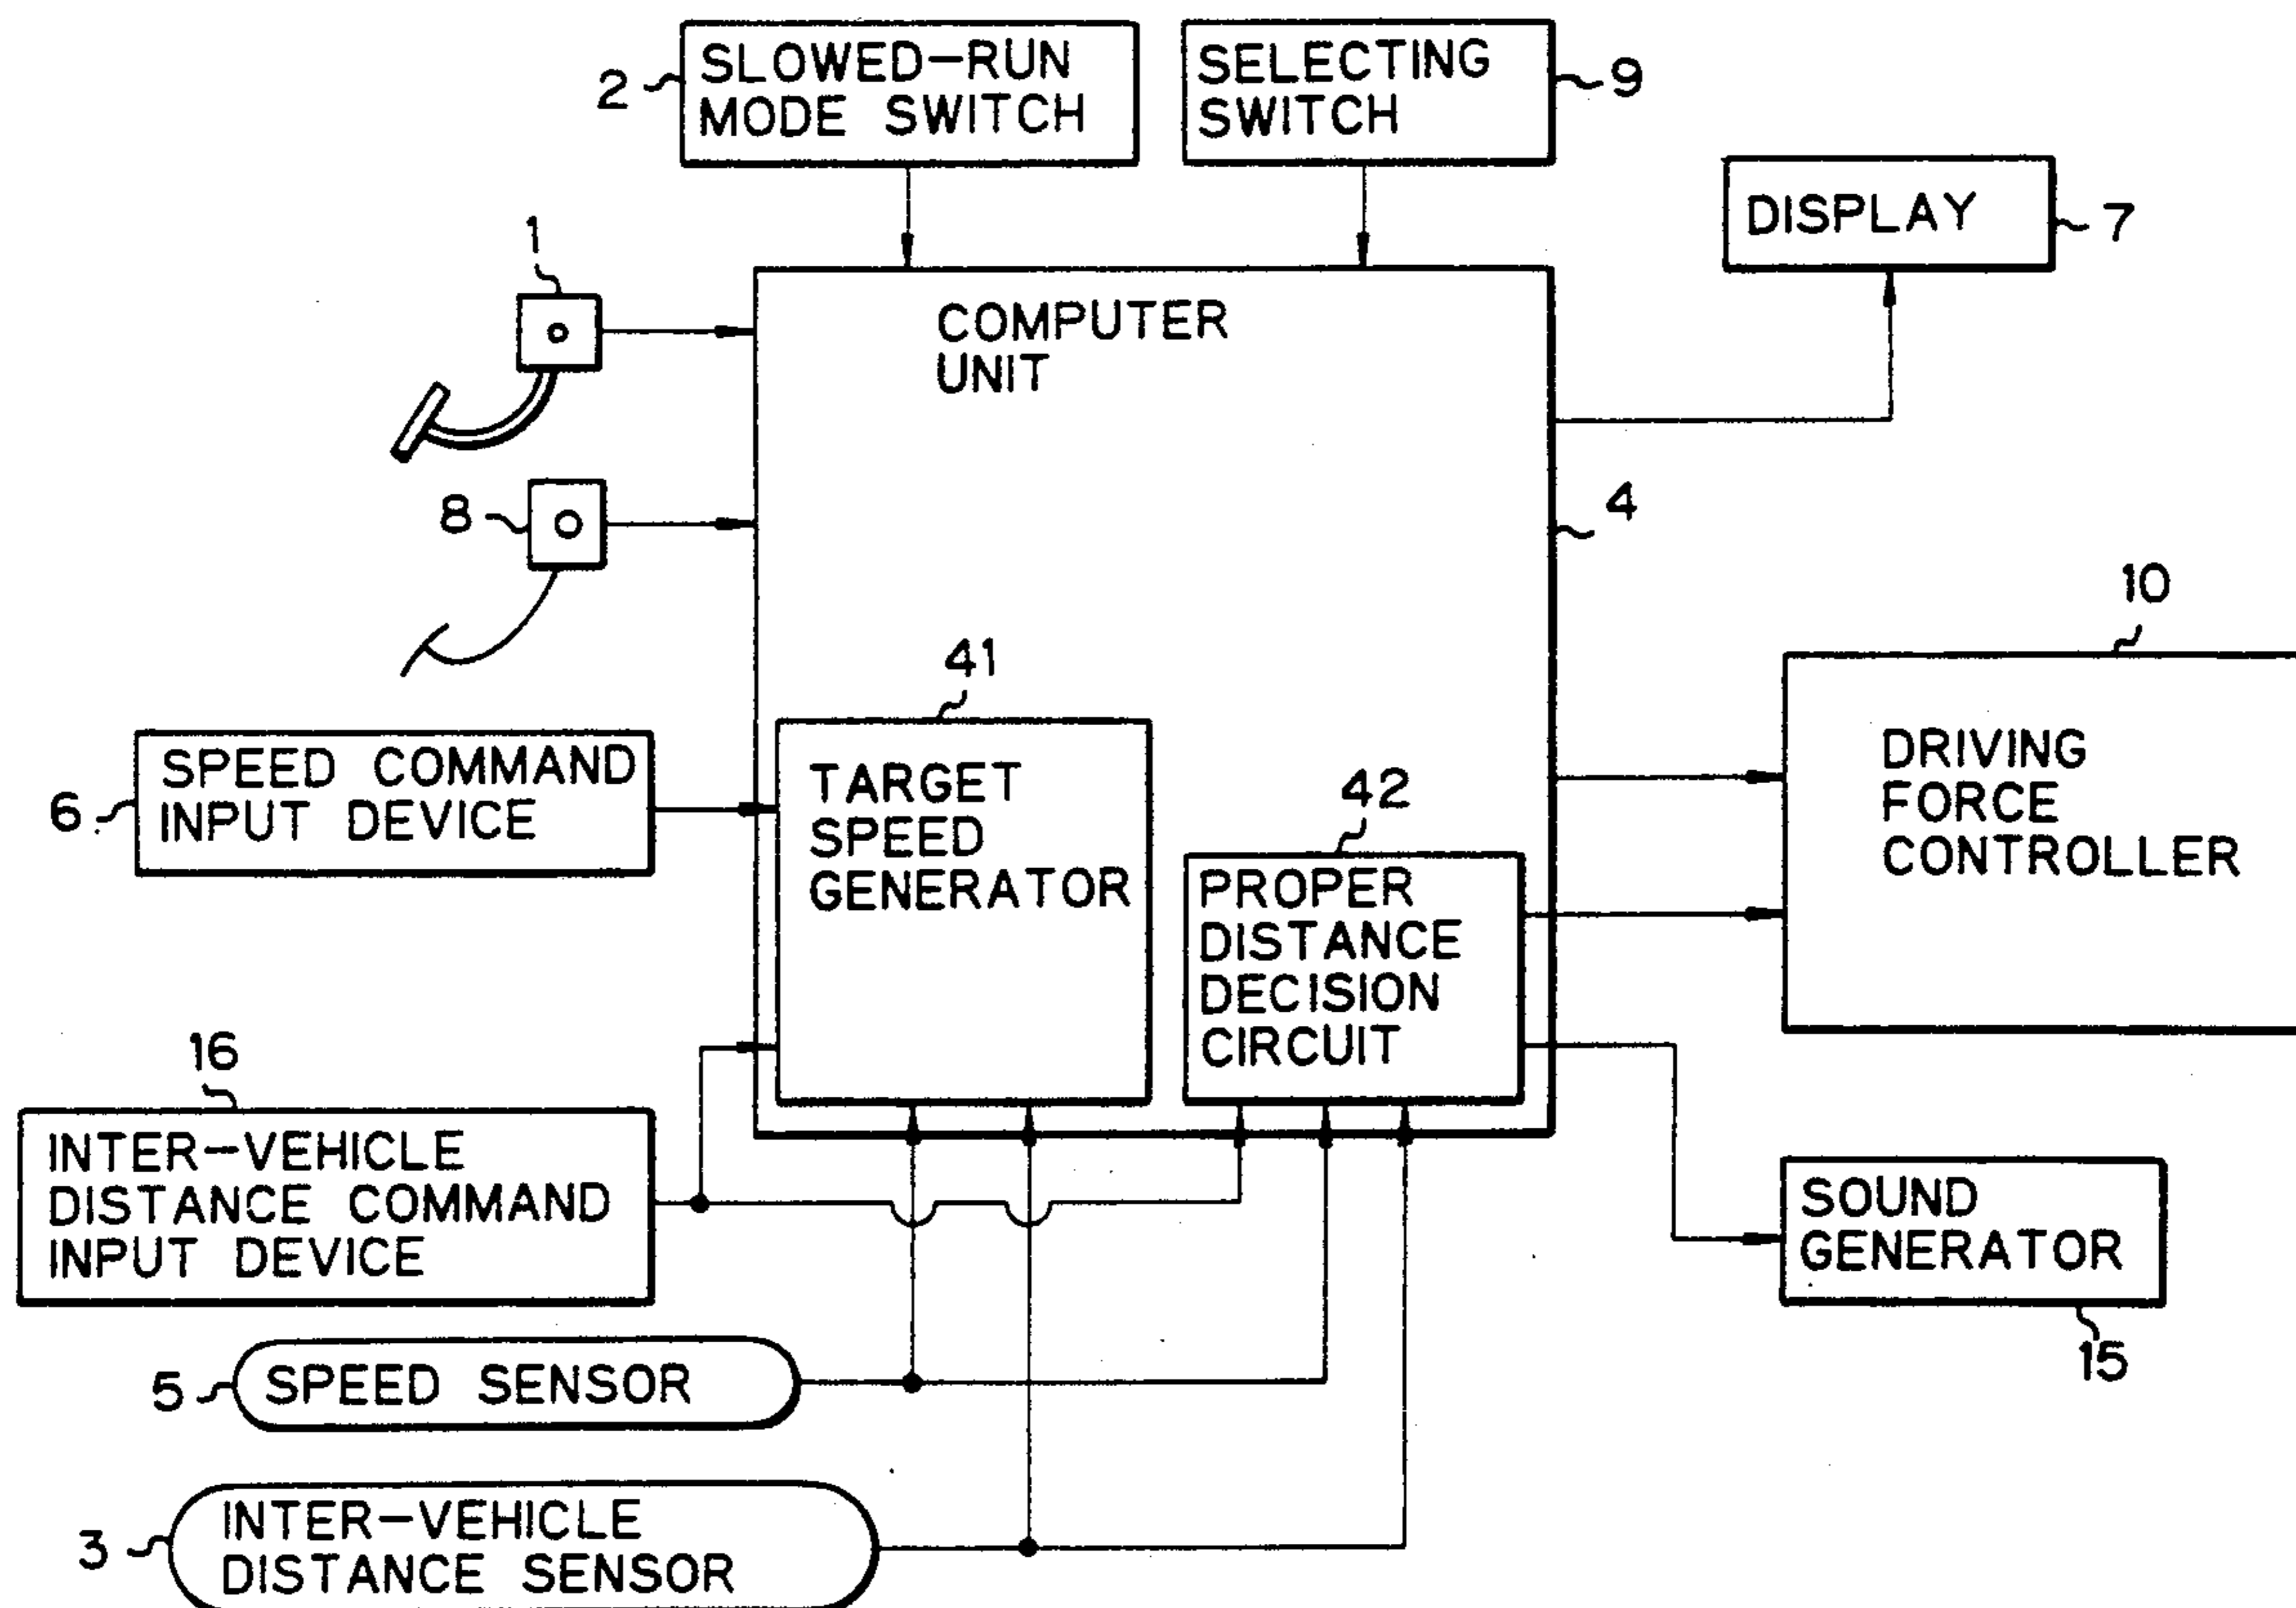 2
SLOWED-RUN
MODE SWITCH
SELECTING
SWITCH
9
DISPLAY
7
1
COMPUTER
UNIT
8
4
10
41
SPEED COMMAND
INPUT DEVICE
6
TARGET
SPEED
GENERATOR
42
PROPER
DISTANCE
DECISION
CIRCUIT
DRIVING
FORCE
CONTROLLER
16
INTER-VEHICLE
DISTANCE COMMAND
INPUT DEVICE
SOUND
GENERATOR
15
5
SPEED SENSOR
3
INTER-VEHICLE
DISTANCE SENSOR